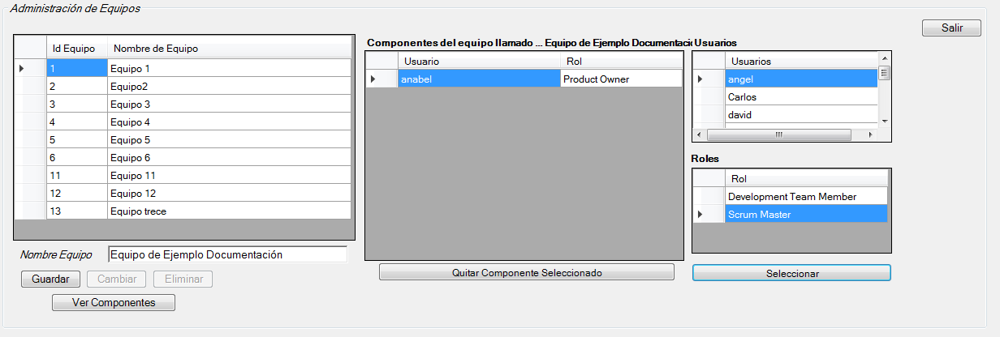 Administración de Equipos
Salir
Id Equipo Nombre de Equipo
1 Equipo 1
2 Equipo2
3 Equipo 3
4 Equipo 4
5 Equipo 5
6 Equipo 6
11 Equipo 11
12 Equipo 12
13 Equipo trece
Nombre Equipo Equipo de Ejemplo Documentación
Guardar Cambiar Eliminar
Ver Componentes
Componentes del equipo llamado ... Equipo de Ejemplo Documentació
Usuario Rol
anabel Product Owner
Quitar Componente Seleccionado
Usuarios
Usuarios
angel
Carlos
david
Roles
Rol
Development Team Member
Scrum Master
Seleccionar